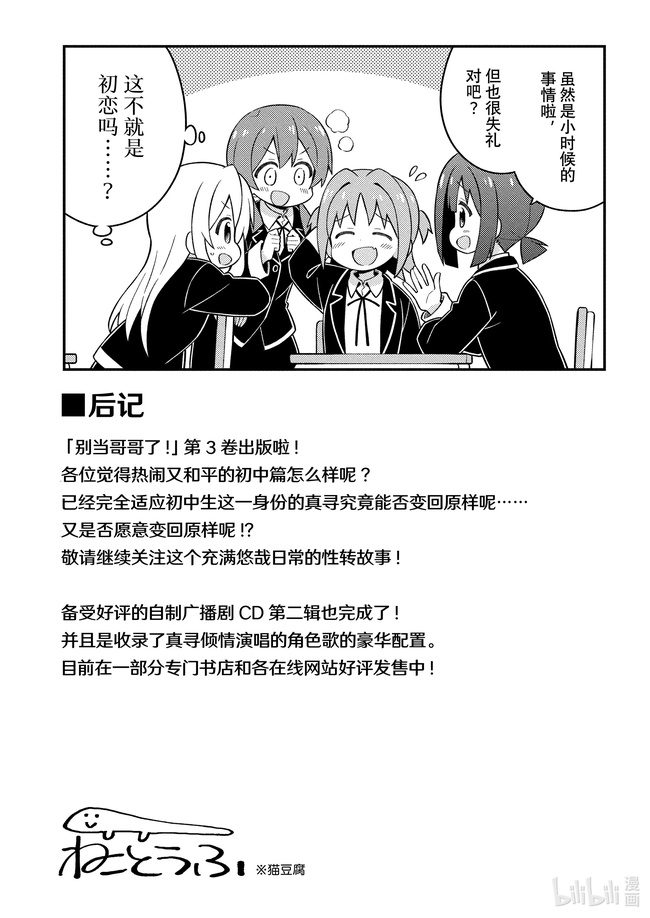 虽然是小时候的
事情啦，
但也很失礼
对吧？
这不就是
初恋吗……？
■后记
「别当哥哥了！」第3卷出版啦！
各位觉得热闹又和平的初中篇怎么样呢？
已经完全适应初中生这一身份的真寻究竟能否变回原样呢……
又是否愿意变回原样呢!?
敬请继续关注这个充满悠哉日常的性转故事！
备受好评的自制广播剧CD第二辑也完成了！
并且是收录了真寻倾情演唱的角色歌的豪华配置。
目前在一部分专门书店和各在线网站好评发售中！
ねことうふ
※猫豆腐
bilibili漫画